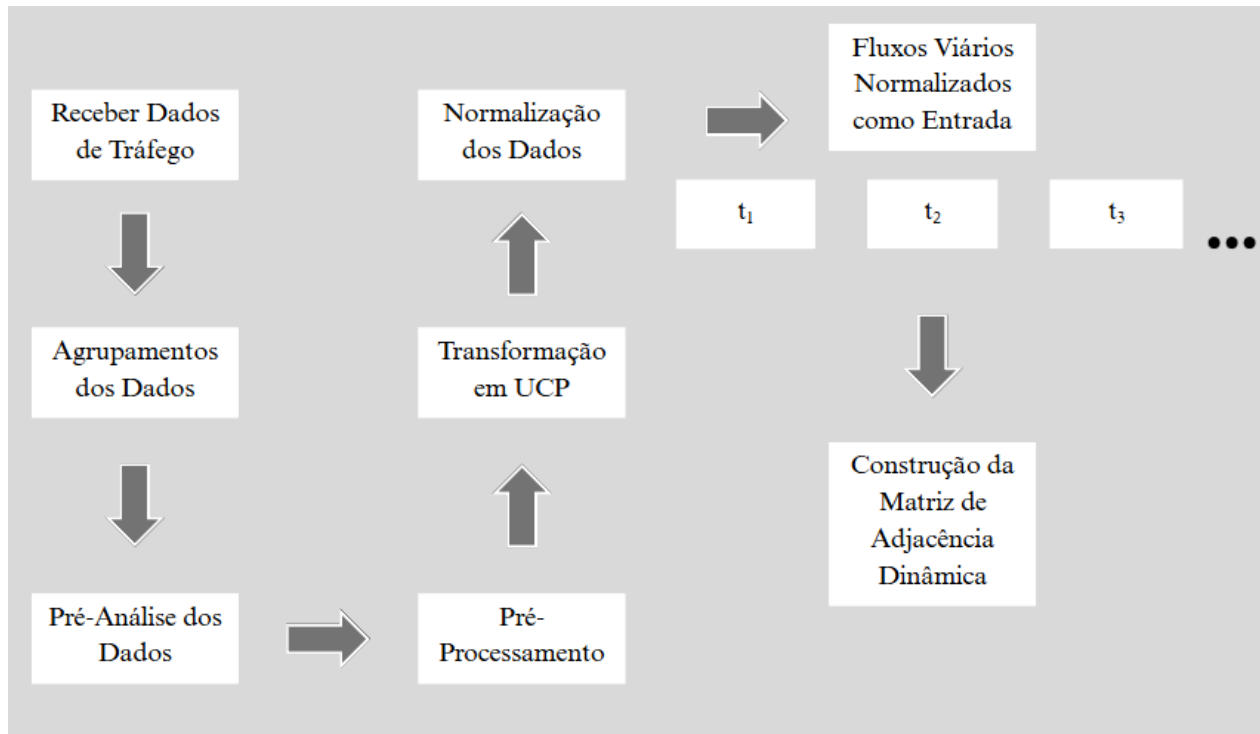 Receber Dados
de Tráfego
Agrupamentos
dos Dados
Pré-Análise dos
Dados
Pré-
Processamento
Transformação
em UCP
Normalização
dos Dados
Fluxos Viários
Normalizados
como Entrada
t₁
t₂
t₃
•••
Construção da
Matriz de
Adjacência
Dinâmica